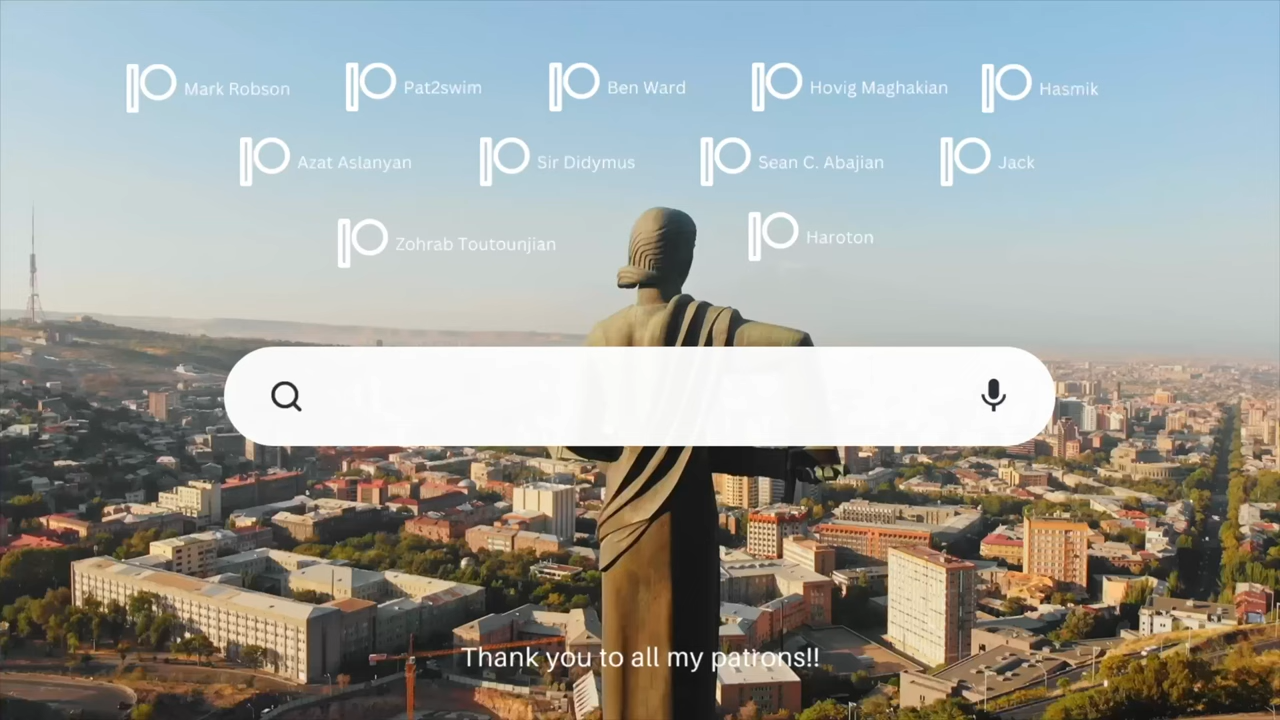 Mark Robson Pat2swim Ben Ward Hovig Maghakian Hasmik
Azat Aslanyan Sir Didymus Sean C. Abajian Jack
Zohrab Toutounjian Haroton
Thank you to all my patrons!!